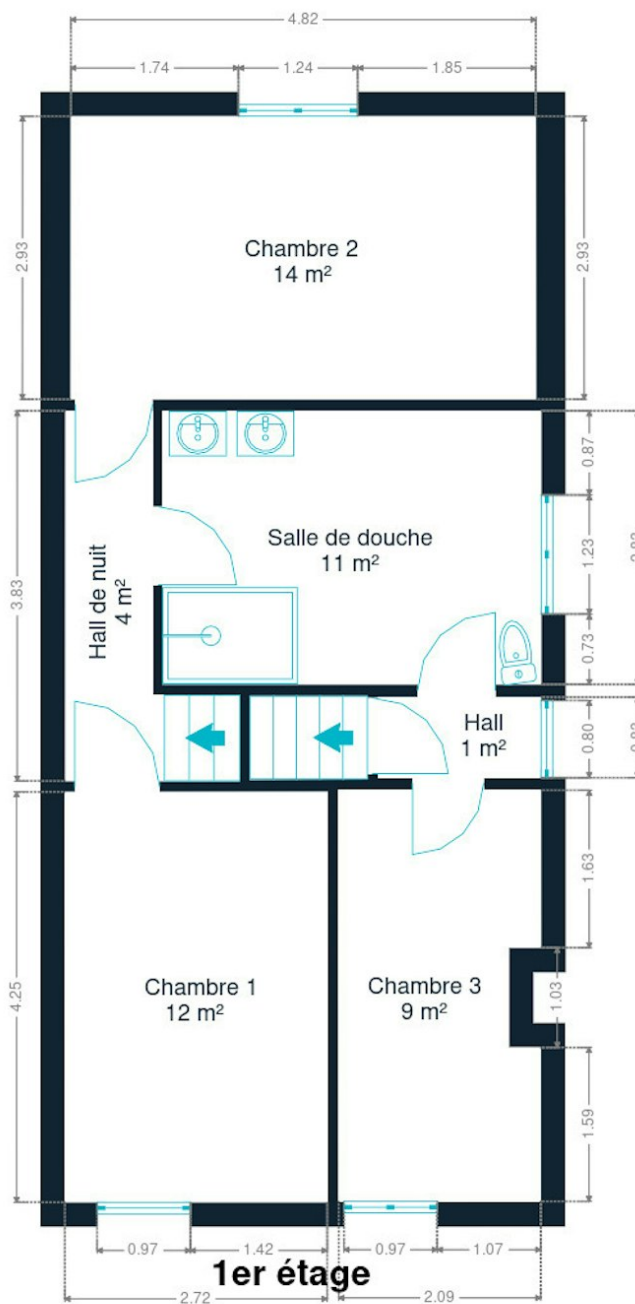 4.82
1.74
1.24
1.85
2.93
2.93
Chambre 2
14 m²
0.87
Salle de douche
11 m²
1.23
3.83
Hall de nuit
4 m²
0.73
Hall
1 m²
0.80
1.63
Chambre 1
12 m²
Chambre 3
9 m²
1.03
4.25
1.59
0.97
1.42
0.97
1.07
1er étage
2.72
2.09